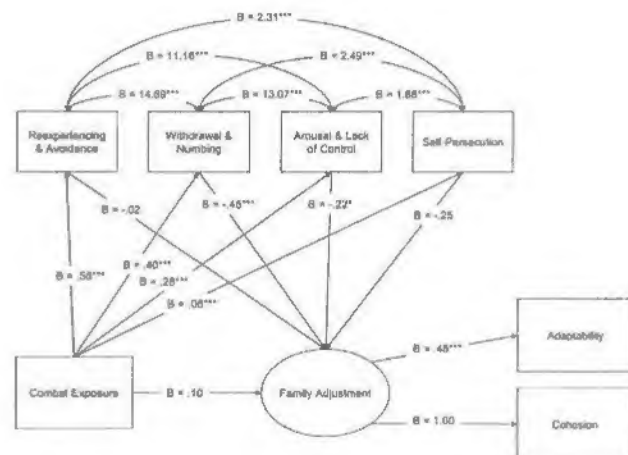 B = 2.31***
B = 11.16***
B = 2.49***
B = 14.69***
B = 13.07***
B = 1.88***
Reexperiencing
& Avoidance
Withdrawal &
Numbing
Arousal & Lack
of Control
Self-Persecution
B = -.02
B = -.45***
B = -.22*
B = -.25
B = .56***
B = .40***
B = .28***
B = .06***
Combat Exposure
B = .10
Family Adjustment
B = .48***
Adaptability
B = 1.00
Cohesion